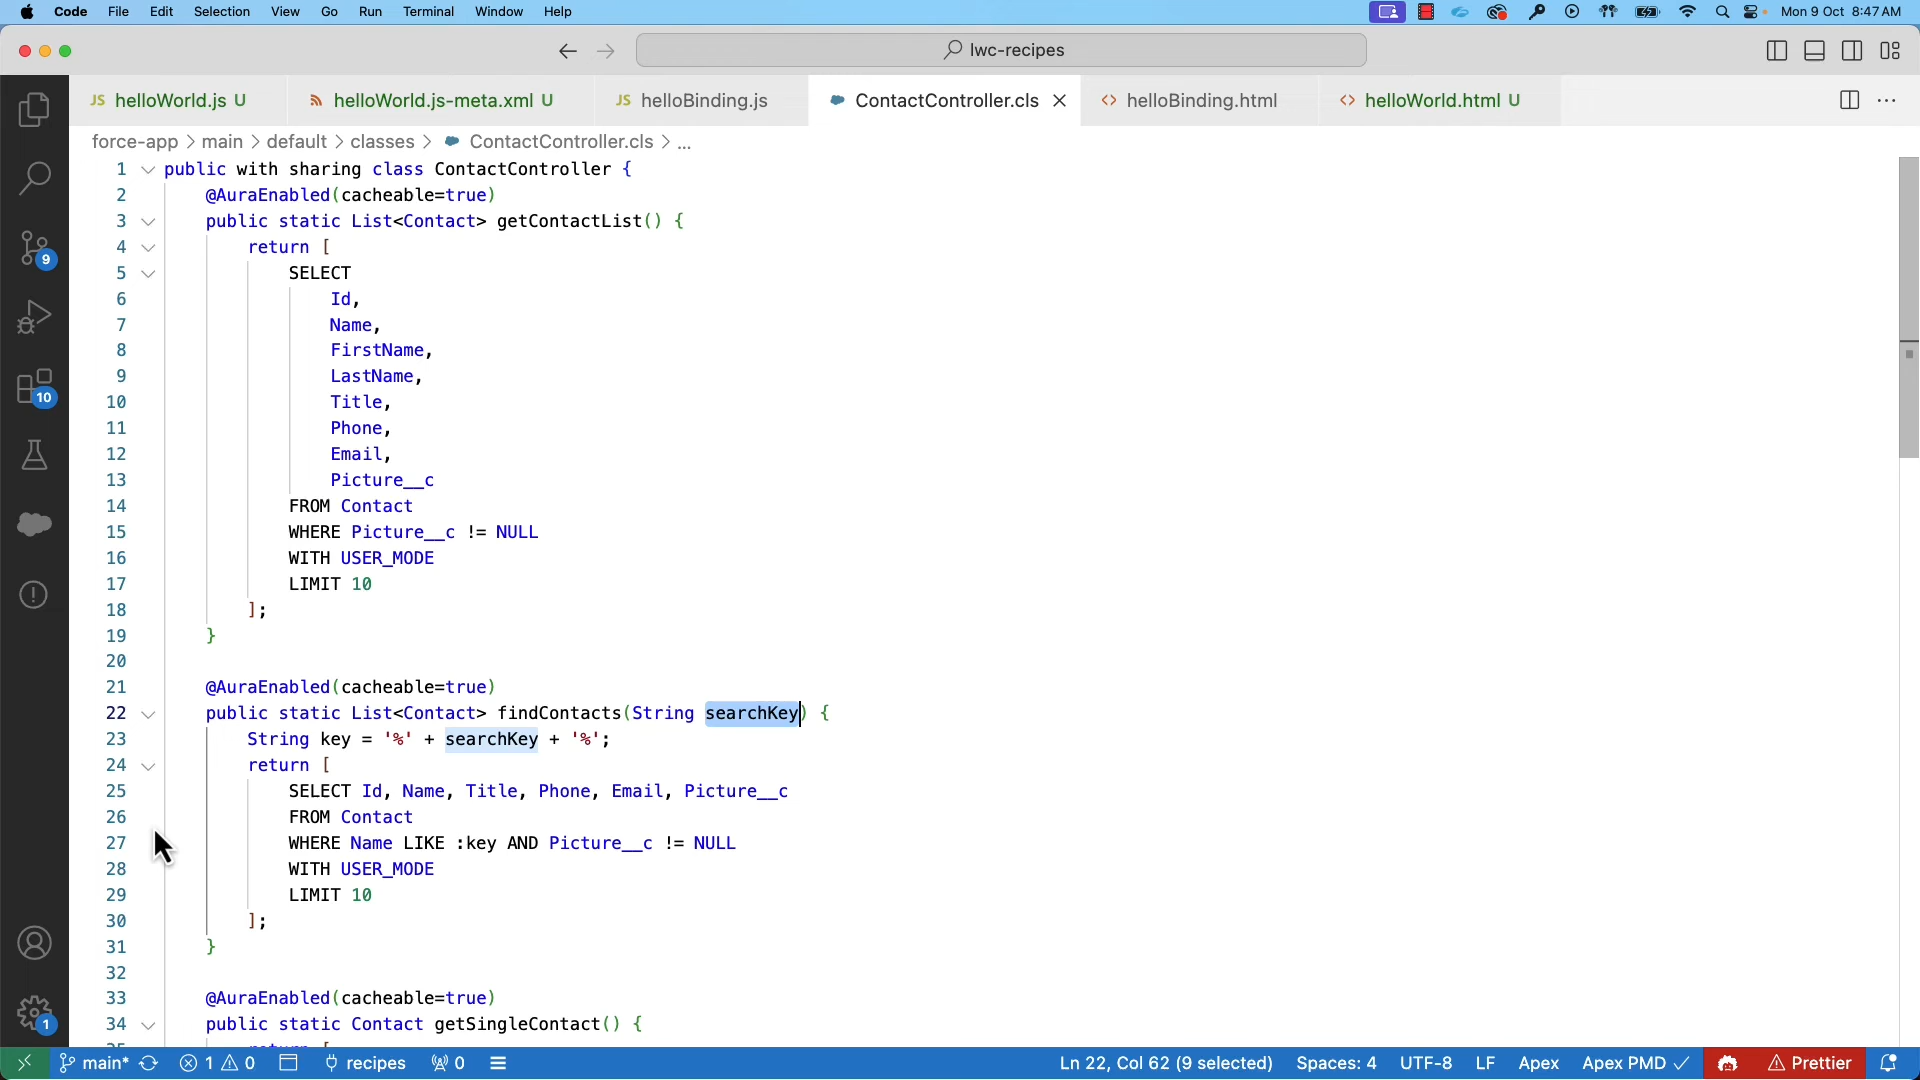 Code File Edit Selection View Go Run Terminal Window Help Mon 9 Oct 8:47 AM
lwc-recipes
JS helloWorld.js U helloWorld.js-meta.xml U JS helloBinding.js ContactController.cls helloBinding.html helloWorld.html U
force-app > main > default > classes > ContactController.cls > ...
1 public with sharing class ContactController {
2 @AuraEnabled(cacheable=true)
3 public static List<Contact> getContactList() {
4 return [
5 SELECT
6 Id,
7 Name,
8 FirstName,
9 LastName,
10 Title,
11 Phone,
12 Email,
13 Picture__c
14 FROM Contact
15 WHERE Picture__c != NULL
16 WITH USER_MODE
17 LIMIT 10
18 ];
19 }
20
21 @AuraEnabled(cacheable=true)
22 public static List<Contact> findContacts(String searchKey) {
23 String key = '%' + searchKey + '%';
24 return [
25 SELECT Id, Name, Title, Phone, Email, Picture__c
26 FROM Contact
27 WHERE Name LIKE :key AND Picture__c != NULL
28 WITH USER_MODE
29 LIMIT 10
30 ];
31 }
32
33 @AuraEnabled(cacheable=true)
34 public static Contact getSingleContact() {
35 return [
9
10
1
main* 1 0 recipes 0 Ln 22, Col 62 (9 selected) Spaces: 4 UTF-8 LF Apex Apex PMD ✓ Prettier